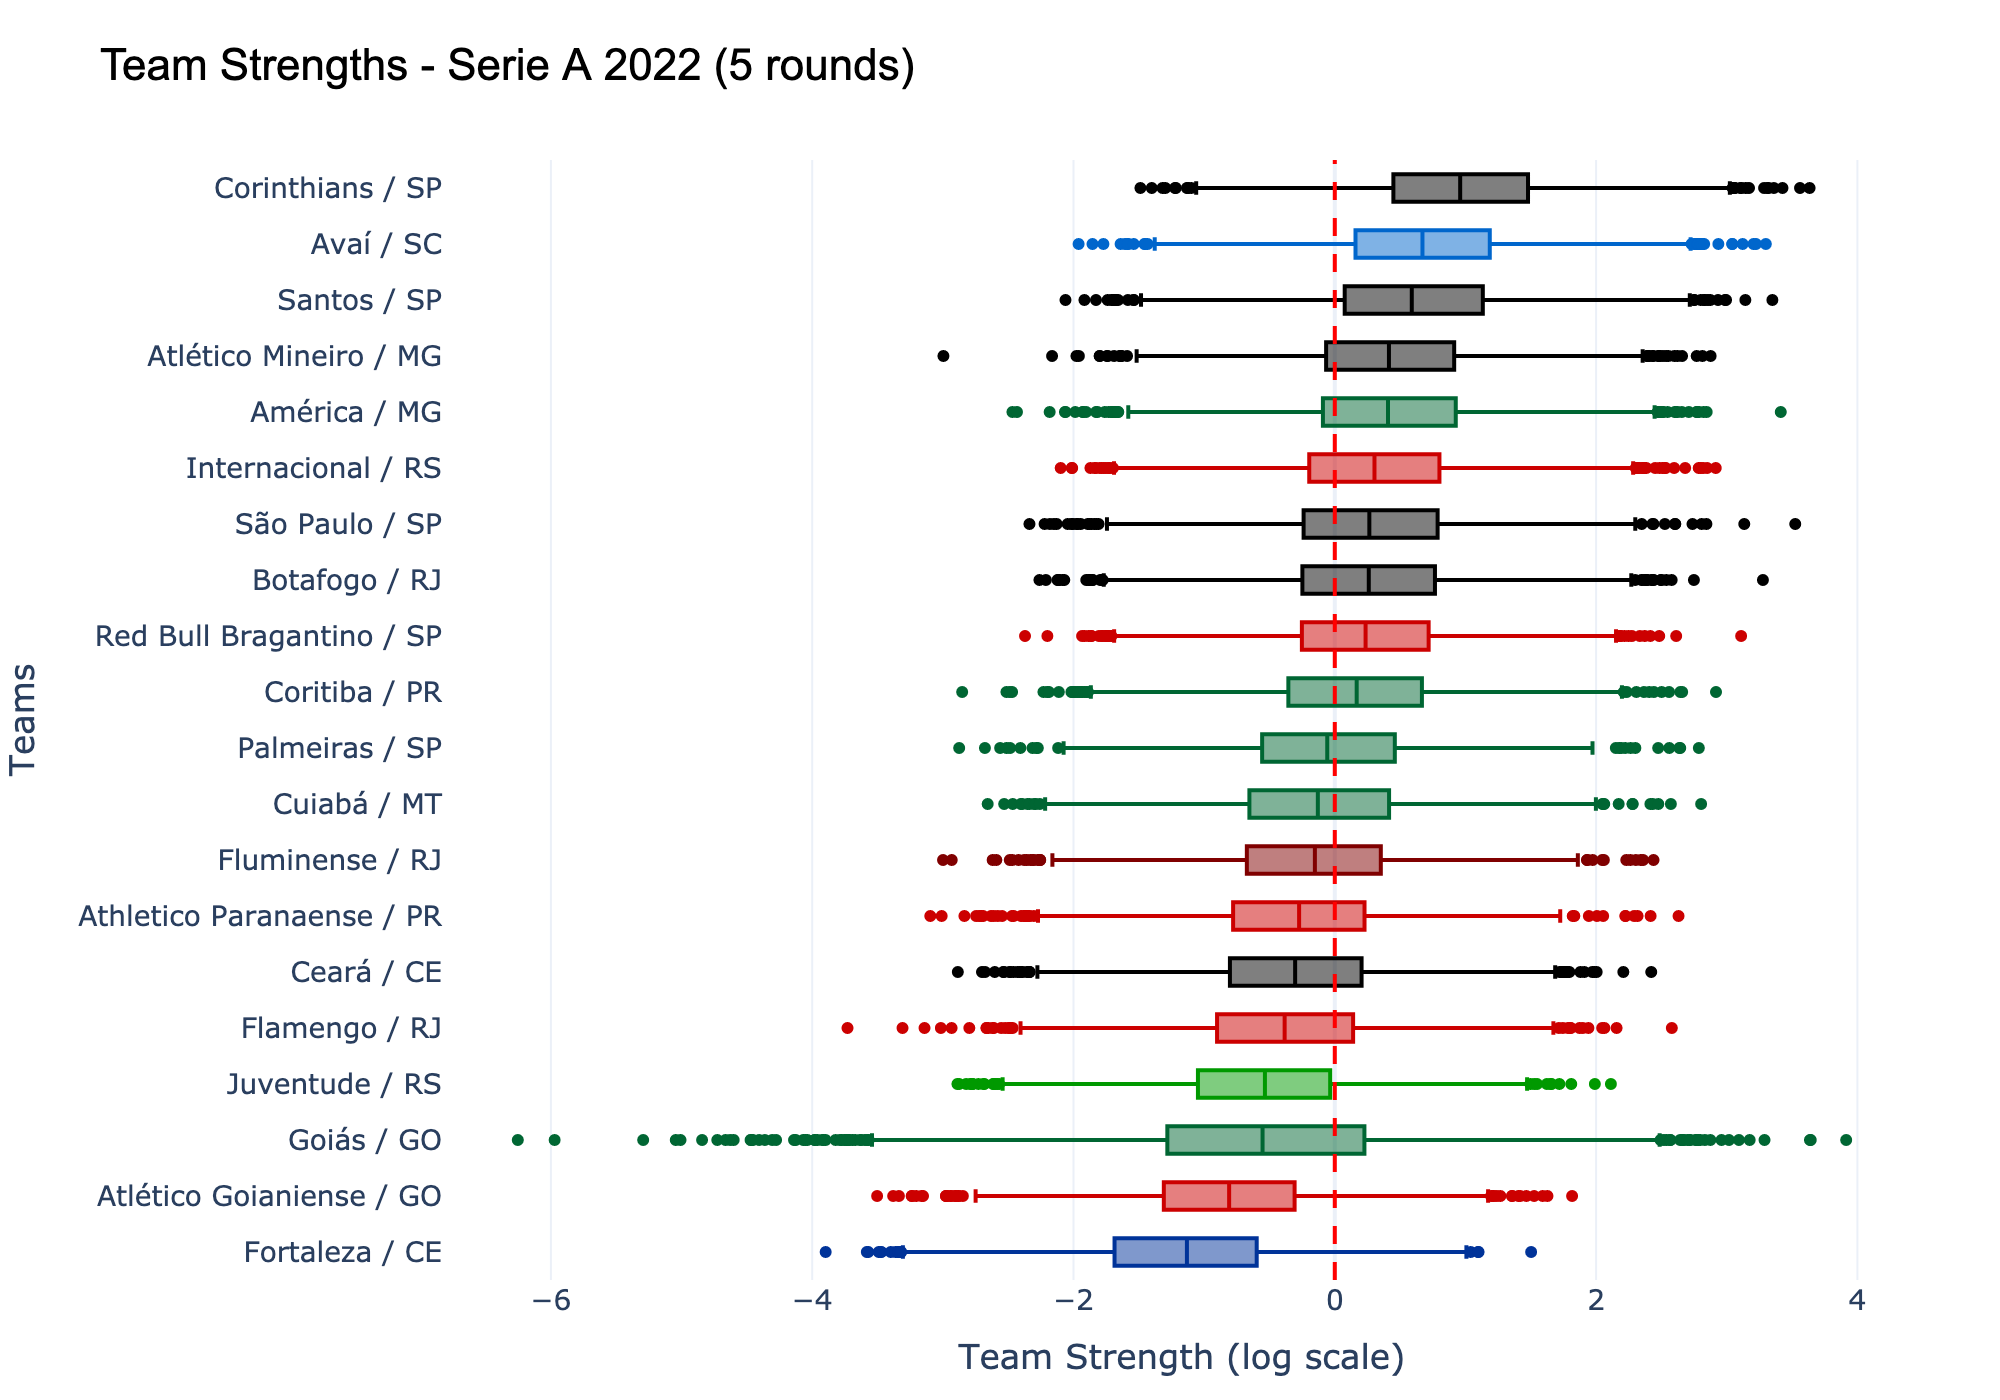 Team Strengths - Serie A 2022 (5 rounds)
Teams
Corinthians / SP
Avaí / SC
Santos / SP
Atlético Mineiro / MG
América / MG
Internacional / RS
São Paulo / SP
Botafogo / RJ
Red Bull Bragantino / SP
Coritiba / PR
Palmeiras / SP
Cuiabá / MT
Fluminense / RJ
Athletico Paranaense / PR
Ceará / CE
Flamengo / RJ
Juventude / RS
Goiás / GO
Atlético Goianiense / GO
Fortaleza / CE
−6 −4 −2 0 2 4
Team Strength (log scale)